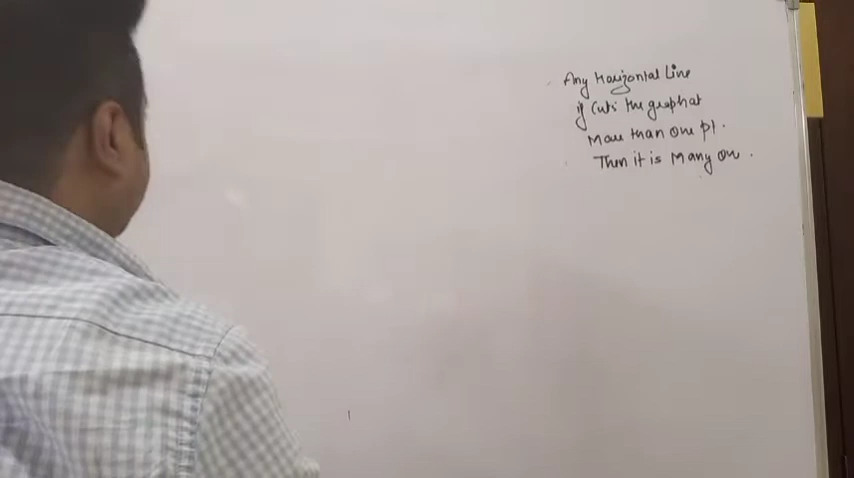 Any Horizontal Line
if cuts the graph at
More than one pt.
Then it is Many one.